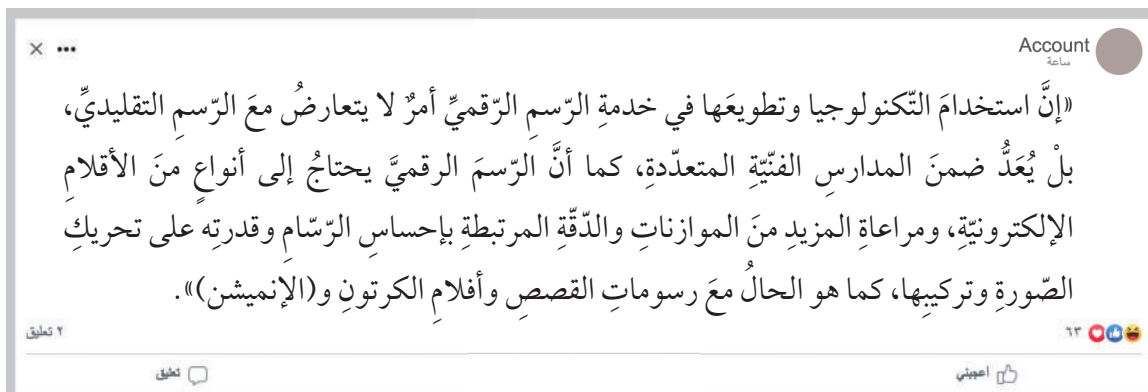 Account
ساعة
«إنَّ استخدامَ التّكنولوجيا وتطويعَها في خدمةِ الرّسمِ الرّقميِّ أمرٌ لا يتعارضُ معَ الرّسمِ التقليديِّ،
بلْ يُعَدُّ ضمنَ المدارسِ الفنّيّةِ المتعدّدةِ، كما أنَّ الرّسمَ الرقميَّ يحتاجُ إلى أنواعٍ منَ الأقلامِ
الإلكترونيّةِ، ومراعاةِ المزيدِ منَ الموازناتِ والدّقّةِ المرتبطةِ بإحساسِ الرّسّامِ وقدرتِه على تحريكِ
الصّورةِ وتركيبِها، كما هو الحالُ معَ رسوماتِ القصصِ وأفلامِ الكرتونِ و(الإنميشن)».
٦٣
٢ تعليق
أعجبني
تعليق